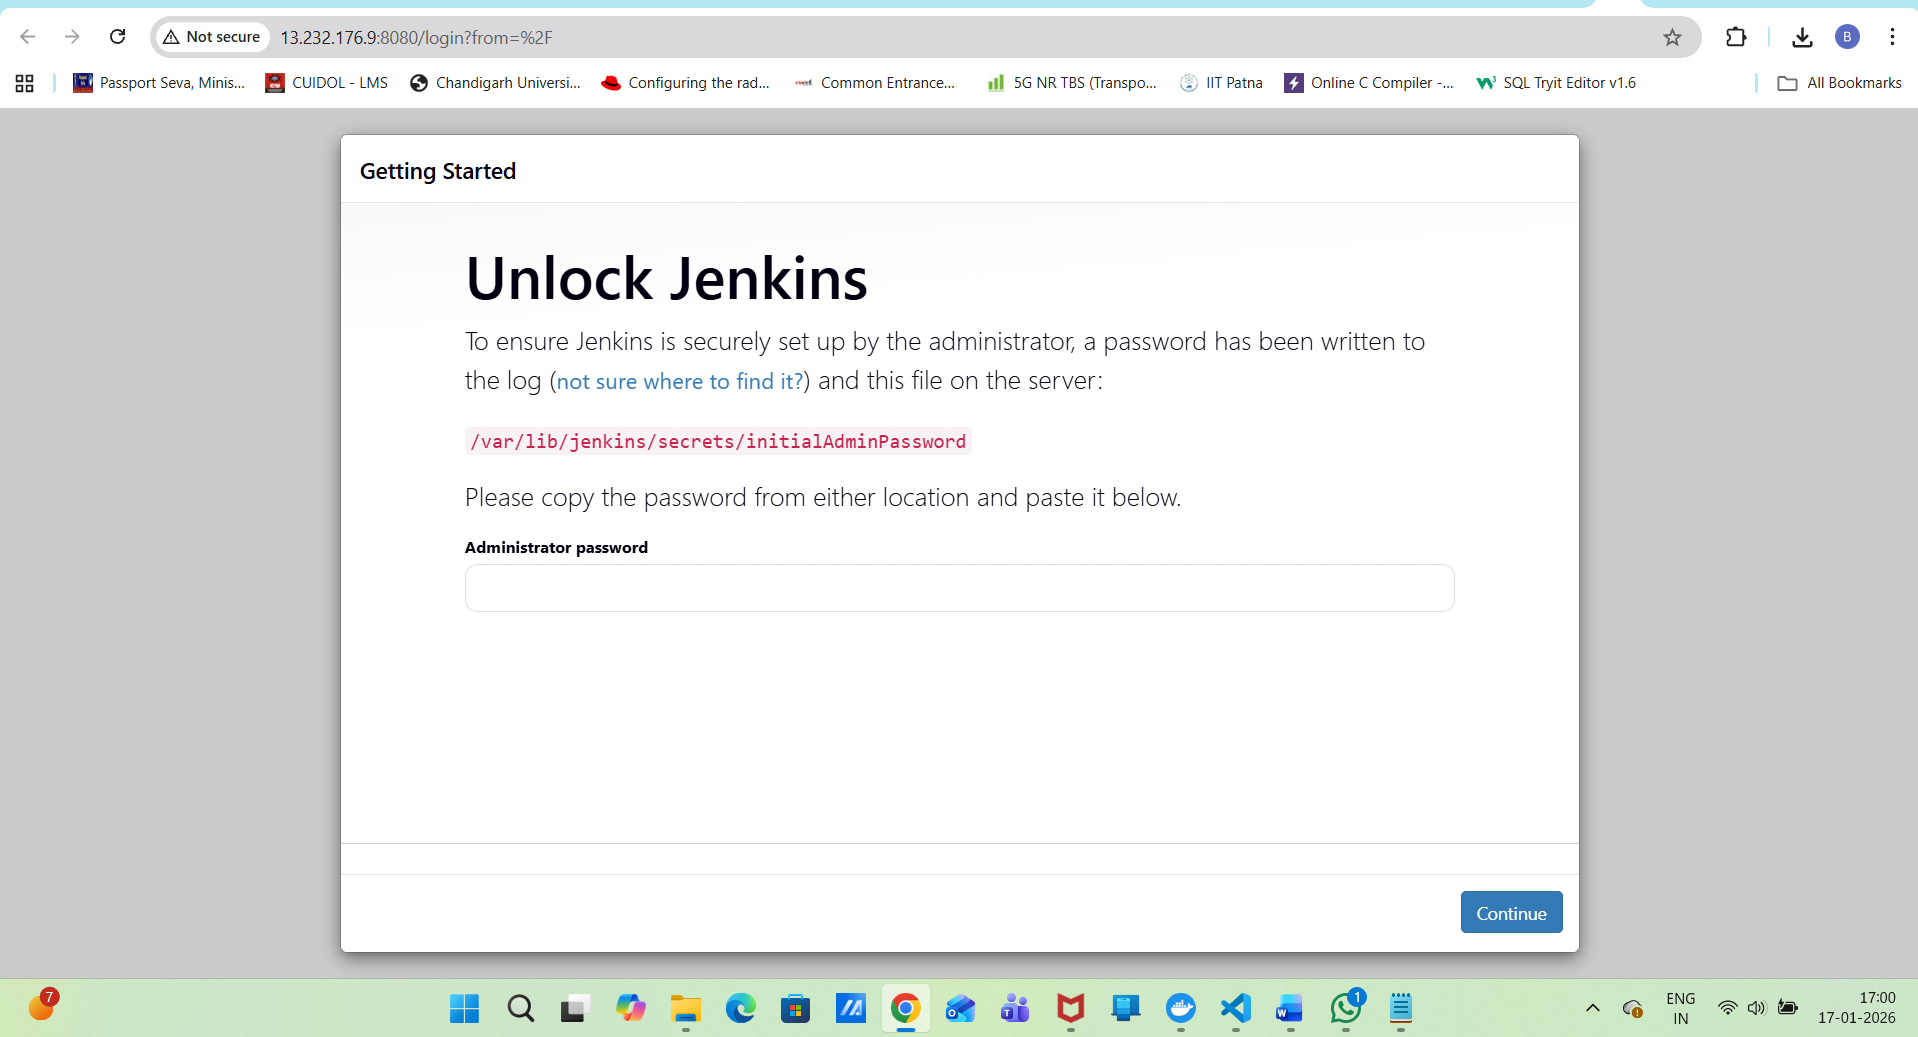 Not secure
13.232.176.9:8080/login?from=%2F
B
Passport Seva, Minis...
CUIDOL - LMS
Chandigarh Universi...
Configuring the rad...
Common Entrance...
5G NR TBS (Transpo...
IIT Patna
Online C Compiler -...
SQL Tryit Editor v1.6
All Bookmarks
Getting Started
Unlock Jenkins
To ensure Jenkins is securely set up by the administrator, a password has been written to
the log (not sure where to find it?) and this file on the server:
/var/lib/jenkins/secrets/initialAdminPassword
Please copy the password from either location and paste it below.
Administrator password
Continue
7
1
ENG
IN
17:00
17-01-2026